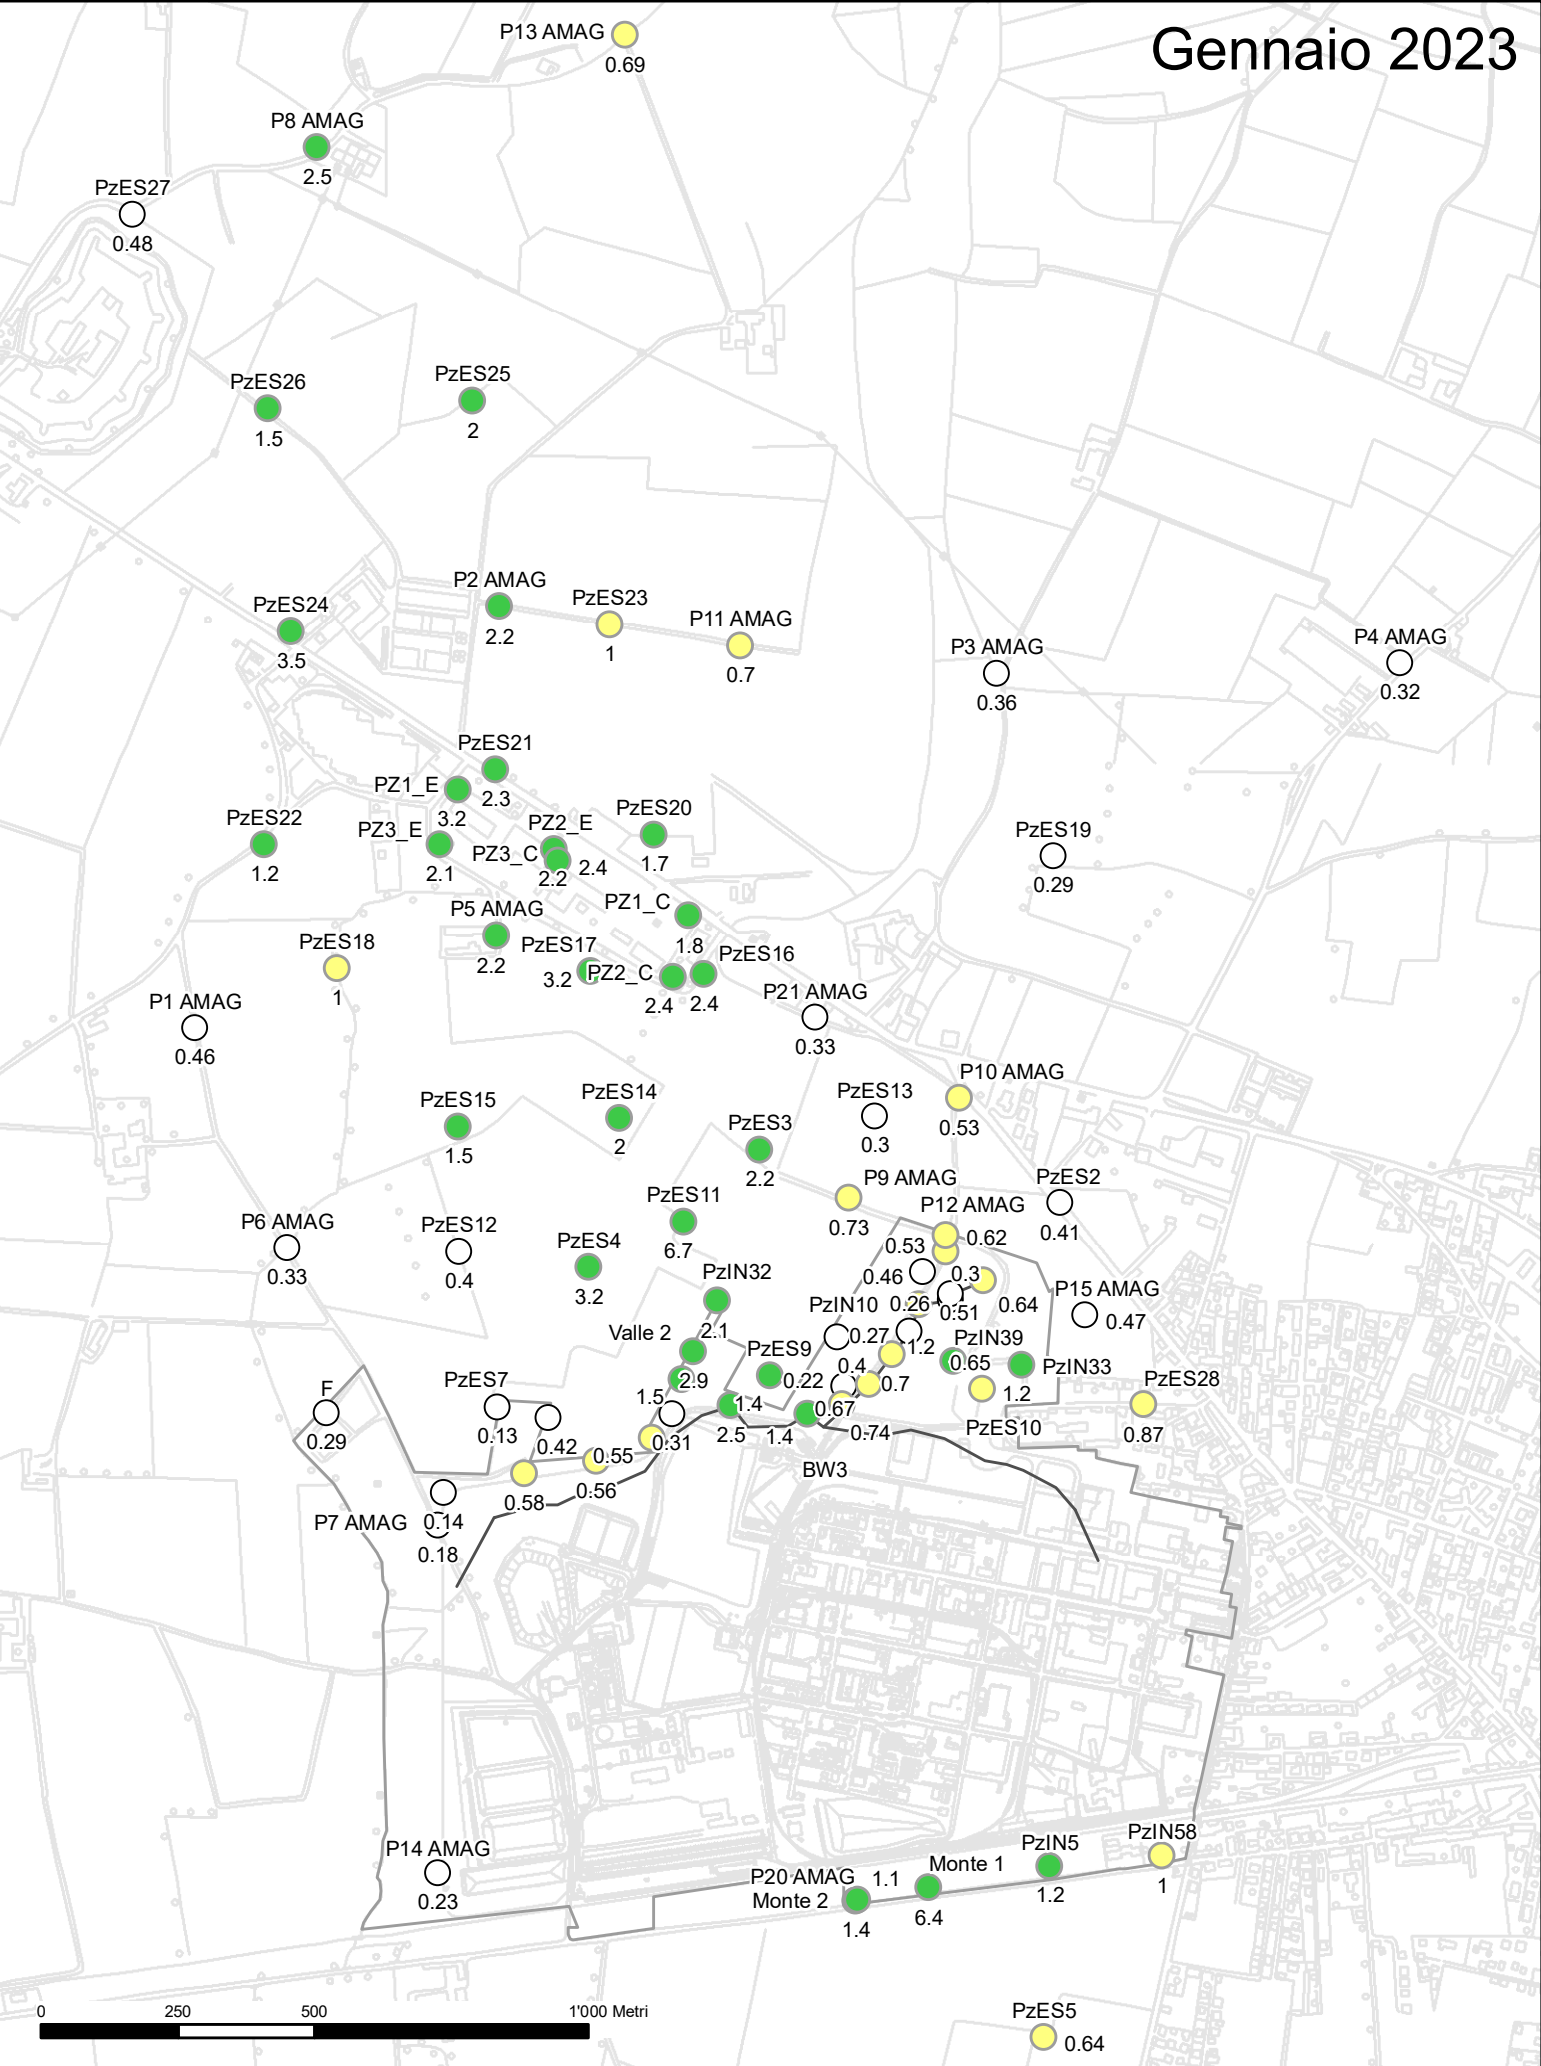 Gennaio 2023
P13 AMAG
0.69
P8 AMAG
2.5
PzES27
0.48
PzES26
1.5
PzES25
2
P2 AMAG
2.2
PzES23
1
P11 AMAG
0.7
PzES24
3.5
P3 AMAG
0.36
P4 AMAG
0.32
PzES21
2.3
PZ1_E
3.2
PzES22
1.2
PZ3_E
2.1
PZ2_E
2.4
PZ3_C
2.2
PzES20
1.7
PzES19
0.29
P5 AMAG
2.2
PZ1_C
1.8
PzES18
1
PzES17
3.2
PZ2_C
2.4
PzES16
2.4
P1 AMAG
0.46
P21 AMAG
0.33
P10 AMAG
0.53
PzES15
1.5
PzES14
2
PzES13
0.3
PzES3
2.2
P9 AMAG
0.73
PzES2
0.41
P12 AMAG
0.62
0.53
PzES11
6.7
P6 AMAG
0.33
PzES12
0.4
PzES4
3.2
0.46
0.3
0.64
PzIN32
2.1
P15 AMAG
0.47
PzIN10
0.26
0.51
0.27
1.2
Valle 2
2.9
PzES9
0.22
0.4
0.7
PzIN39
0.65
PzIN33
1.2
PzES28
0.87
PzES10
F
0.29
PzES7
0.13
0.42
1.5
0.31
1.4
2.5
1.4
0.67
0.74
BW3
0.55
0.56
0.58
0.14
P7 AMAG
0.18
P14 AMAG
0.23
P20 AMAG
1.1
Monte 2
1.4
Monte 1
6.4
PzIN5
1.2
PzIN58
1
PzES5
0.64
0 250 500 1'000 Metri